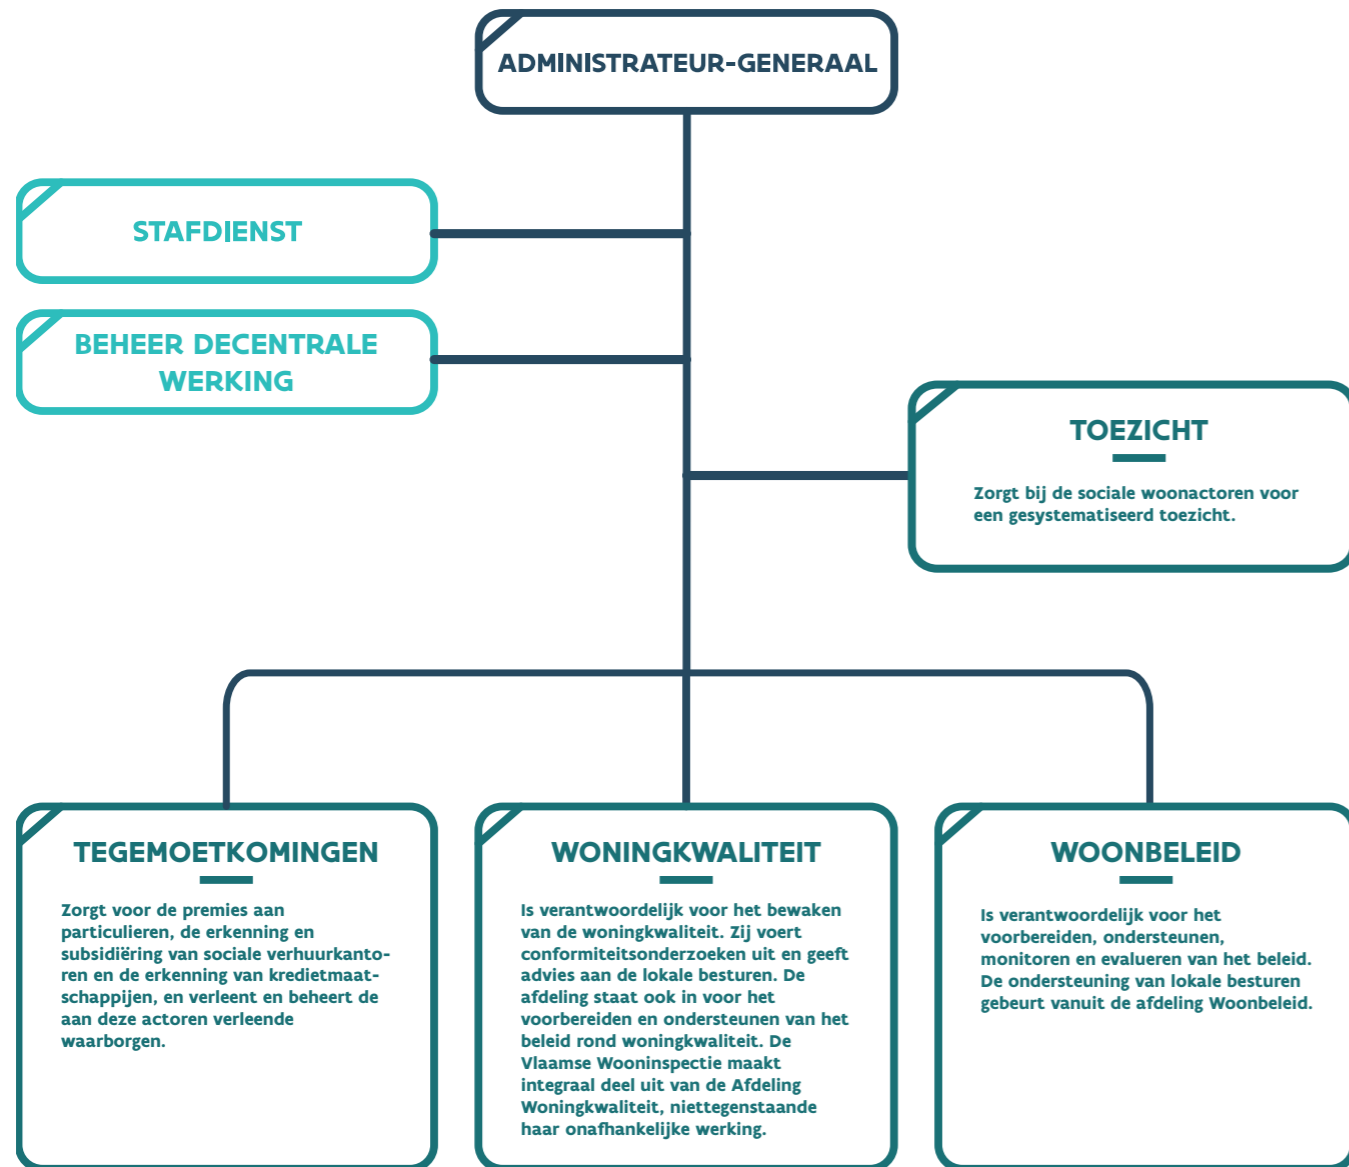 ADMINISTRATEUR-GENERAAL
STAFDIENST
BEHEER DECENTRALE
WERKING
TOEZICHT
Zorgt bij de sociale woonactoren voor
een gesystematiseerd toezicht.
TEGEMOETKOMINGEN
Zorgt voor de premies aan
particulieren, de erkenning en
subsidiëring van sociale verhuurkanto-
ren en de erkenning van kredietmaat-
schappijen, en verleent en beheert de
aan deze actoren verleende
waarborgen.
WONINGKWALITEIT
Is verantwoordelijk voor het bewaken
van de woningkwaliteit. Zij voert
conformiteitsonderzoeken uit en geeft
advies aan de lokale besturen. De
afdeling staat ook in voor het
voorbereiden en ondersteunen van het
beleid rond woningkwaliteit. De
Vlaamse Wooninspectie maakt
integraal deel uit van de Afdeling
Woningkwaliteit, niettegenstaande
haar onafhankelijke werking.
WOONBELEID
Is verantwoordelijk voor het
voorbereiden, ondersteunen,
monitoren en evalueren van het beleid.
De ondersteuning van lokale besturen
gebeurt vanuit de afdeling Woonbeleid.